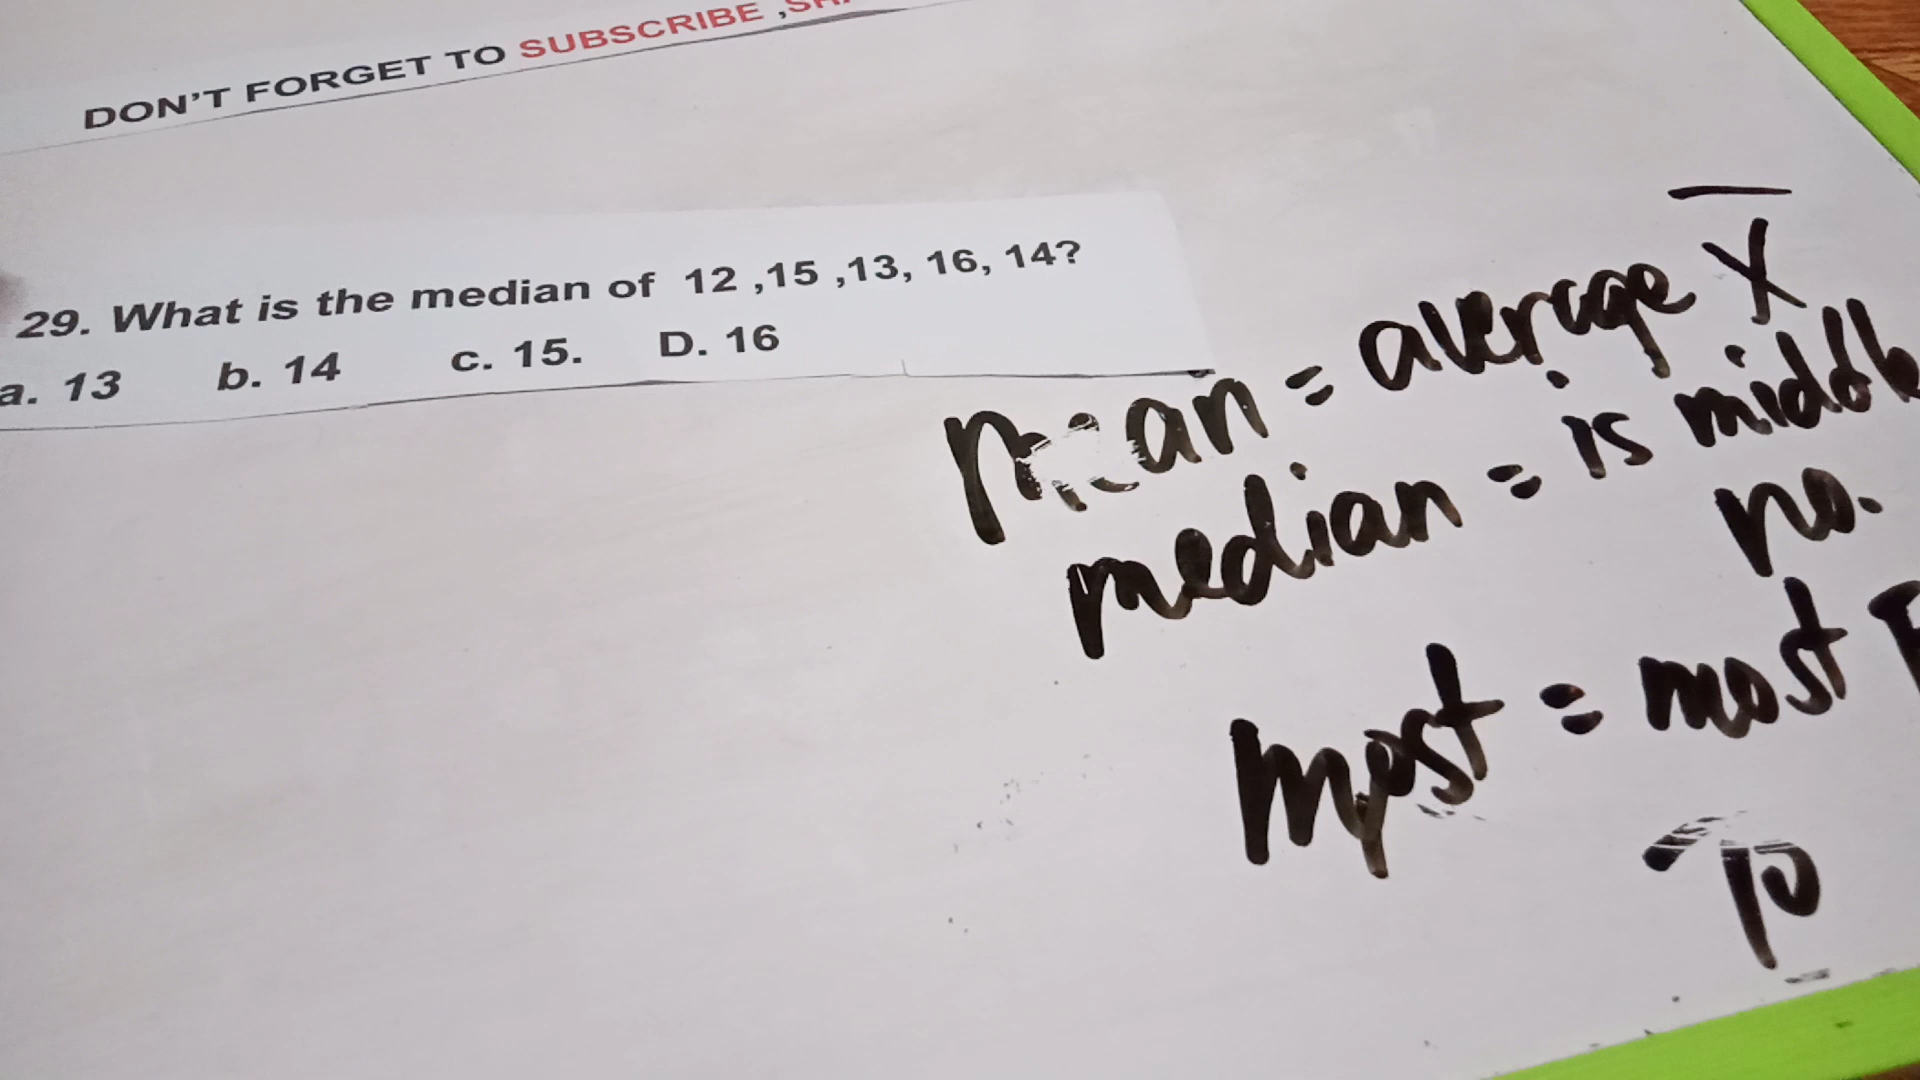 DON'T FORGET TO SUBSCRIBE
29. What is the median of 12 ,15 ,13, 16, 14?
a. 13 b. 14 c. 15. D. 16
mean = average X̅
median = is middle
no.
most = most